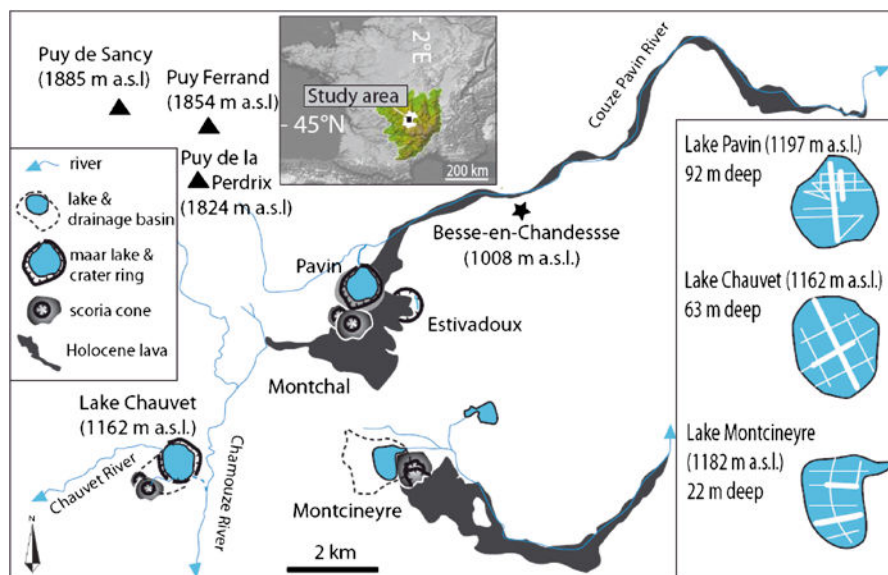 Puy de Sancy
(1885 m a.s.l)
Puy Ferrand
(1854 m a.s.l)
Puy de la
Perdrix
(1824 m a.s.l)
2°E
Study area
- 45°N
200 km
Couze Pavin River
river
lake &
drainage basin
maar lake &
crater ring
scoria cone
Holocene lava
Besse-en-Chandessse
(1008 m a.s.l.)
Pavin
Estivadoux
Montchal
Lake Chauvet
(1162 m a.s.l.)
Chauvet River
Chamouze River
Montcineyre
N
2 km
Lake Pavin (1197 m a.s.l.)
92 m deep
Lake Chauvet (1162 m a.s.l.)
63 m deep
Lake Montcineyre
(1182 m a.s.l.)
22 m deep